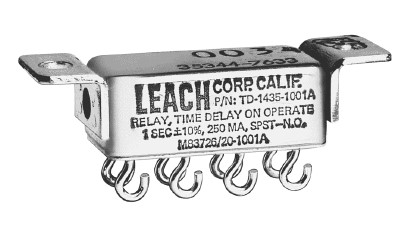 003
35344-7633
LEACH CORP. CALIF.
P/N: TD-1435-1001A
RELAY, TIME DELAY ON OPERATE
1 SEC ±10%, 250 MA, SPST-N.O.
M83726/20-1001A